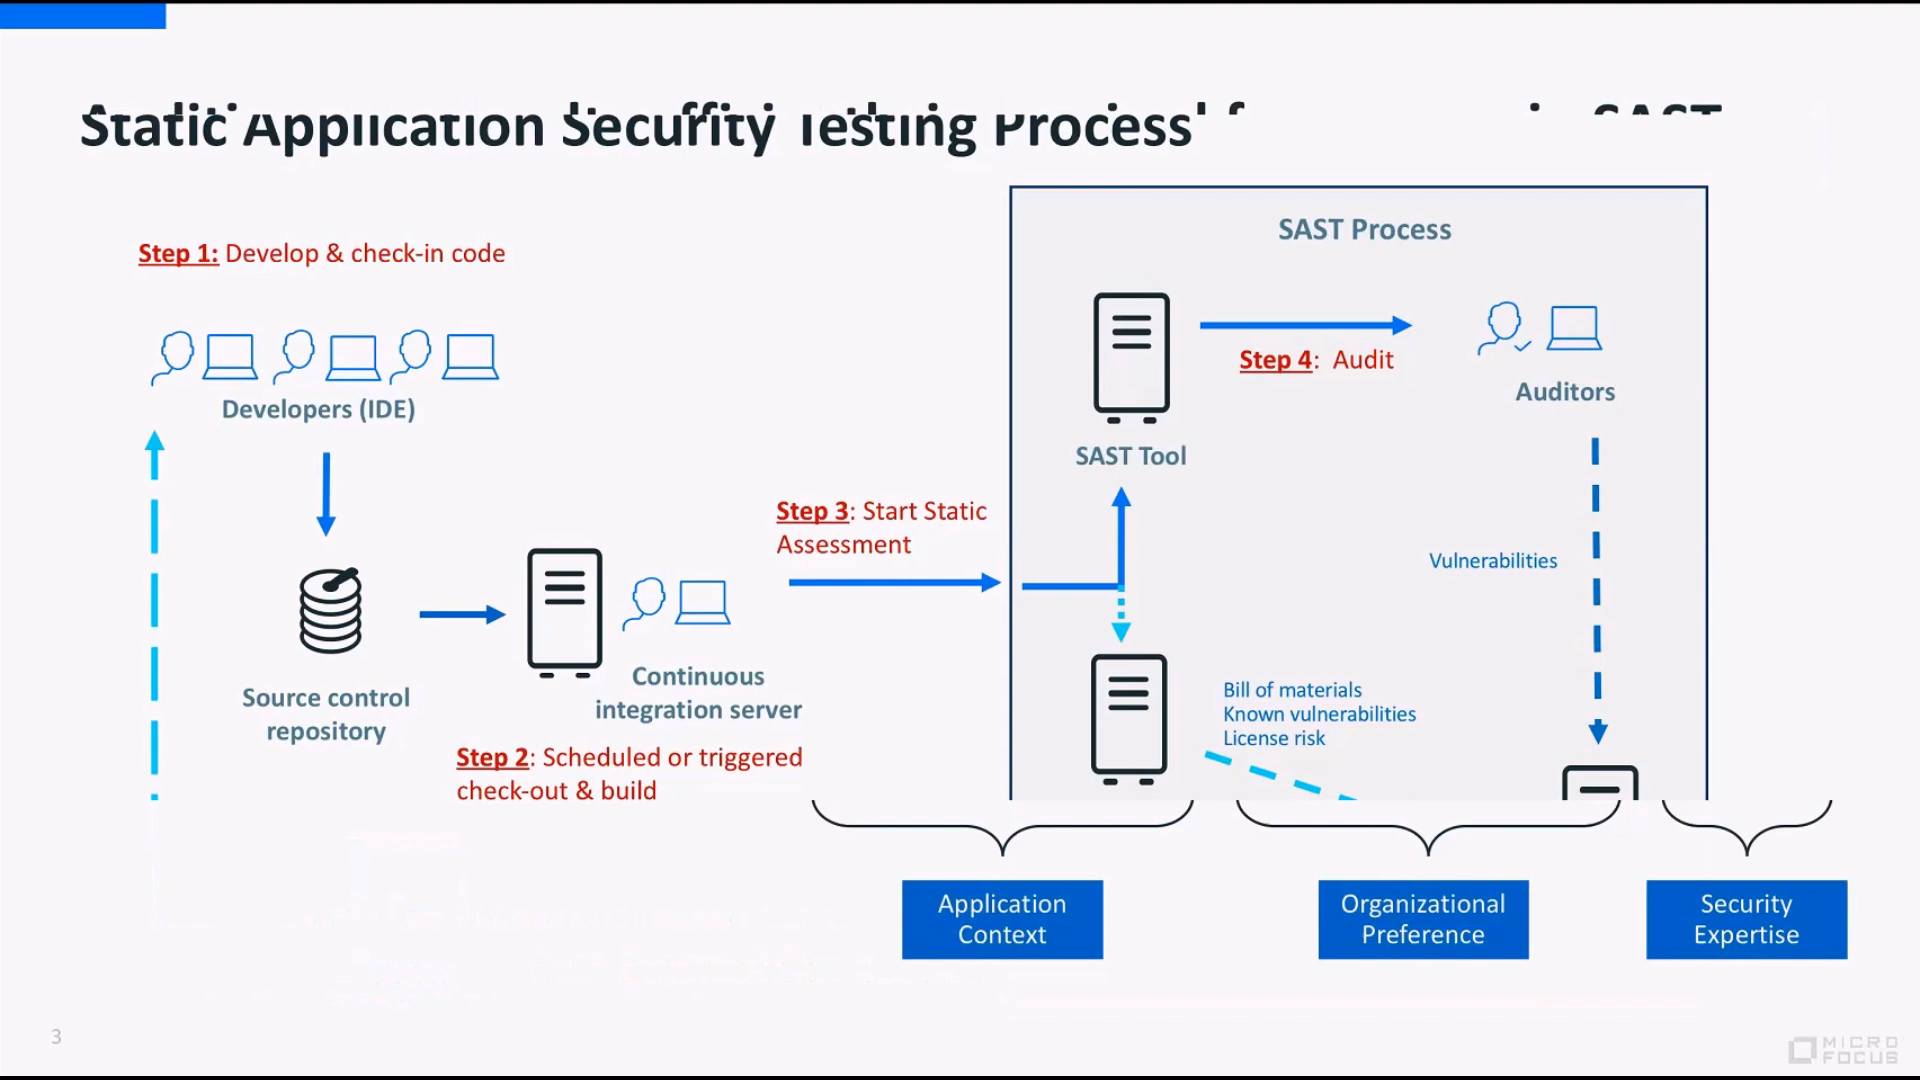 Static Application Security Testing Process
SAST Process
Step 1: Develop & check-in code
Step 4: Audit
Developers (IDE)
Auditors
SAST Tool
Step 3: Start Static
Assessment
Vulnerabilities
Continuous
integration server
Source control
repository
Bill of materials
Known vulnerabilities
License risk
Step 2: Scheduled or triggered
check-out & build
Application
Context
Organizational
Preference
Security
Expertise
3
MICRO
FOCUS